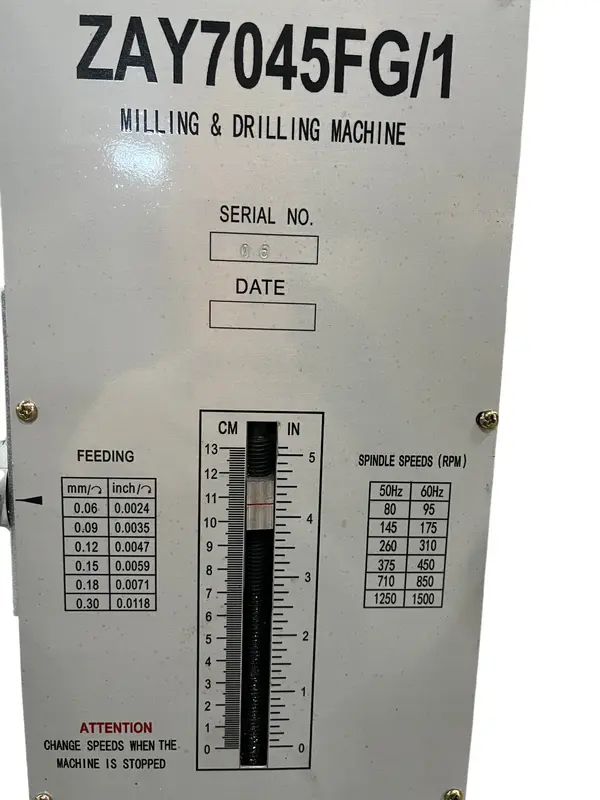 ZAY7045FG/1
MILLING & DRILLING MACHINE
SERIAL NO.
06
DATE
FEEDING
mm/ inch/
0.06 0.0024
0.09 0.0035
0.12 0.0047
0.15 0.0059
0.18 0.0071
0.30 0.0118
CM IN
13
12
11
10
9
8
7
6
5
4
3
2
1
0
5
4
3
2
1
0
SPINDLE SPEEDS (RPM)
50Hz 60Hz
80 95
145 175
260 310
375 450
710 850
1250 1500
ATTENTION
CHANGE SPEEDS WHEN THE
MACHINE IS STOPPED